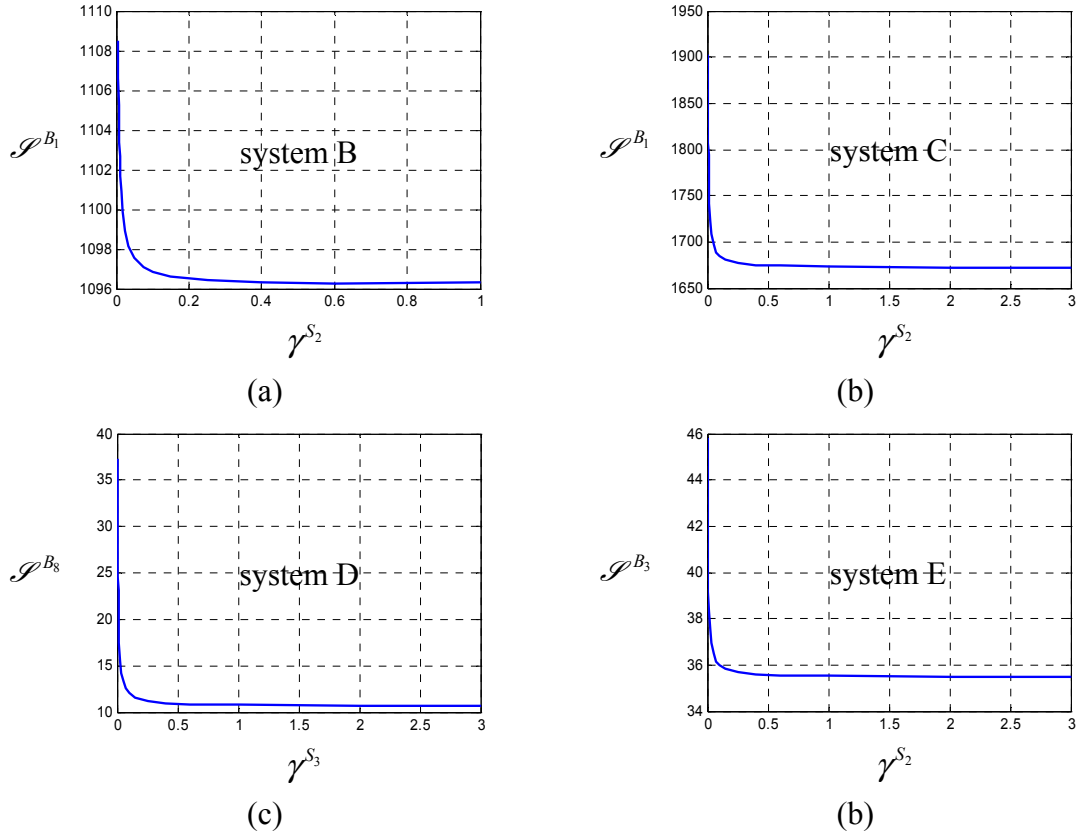 1110
1108
1106
1104
1102
1100
1098
1096
𝒮^{B_1}
system B
0 0.2 0.4 0.6 0.8 1
γ^{S_2}
(a)
1950
1900
1850
1800
1750
1700
1650
𝒮^{B_1}
system C
0 0.5 1 1.5 2 2.5 3
γ^{S_2}
(b)
40
35
30
25
20
15
10
𝒮^{B_8}
system D
0 0.5 1 1.5 2 2.5 3
γ^{S_3}
(c)
46
44
42
40
38
36
34
𝒮^{B_3}
system E
0 0.5 1 1.5 2 2.5 3
γ^{S_2}
(b)